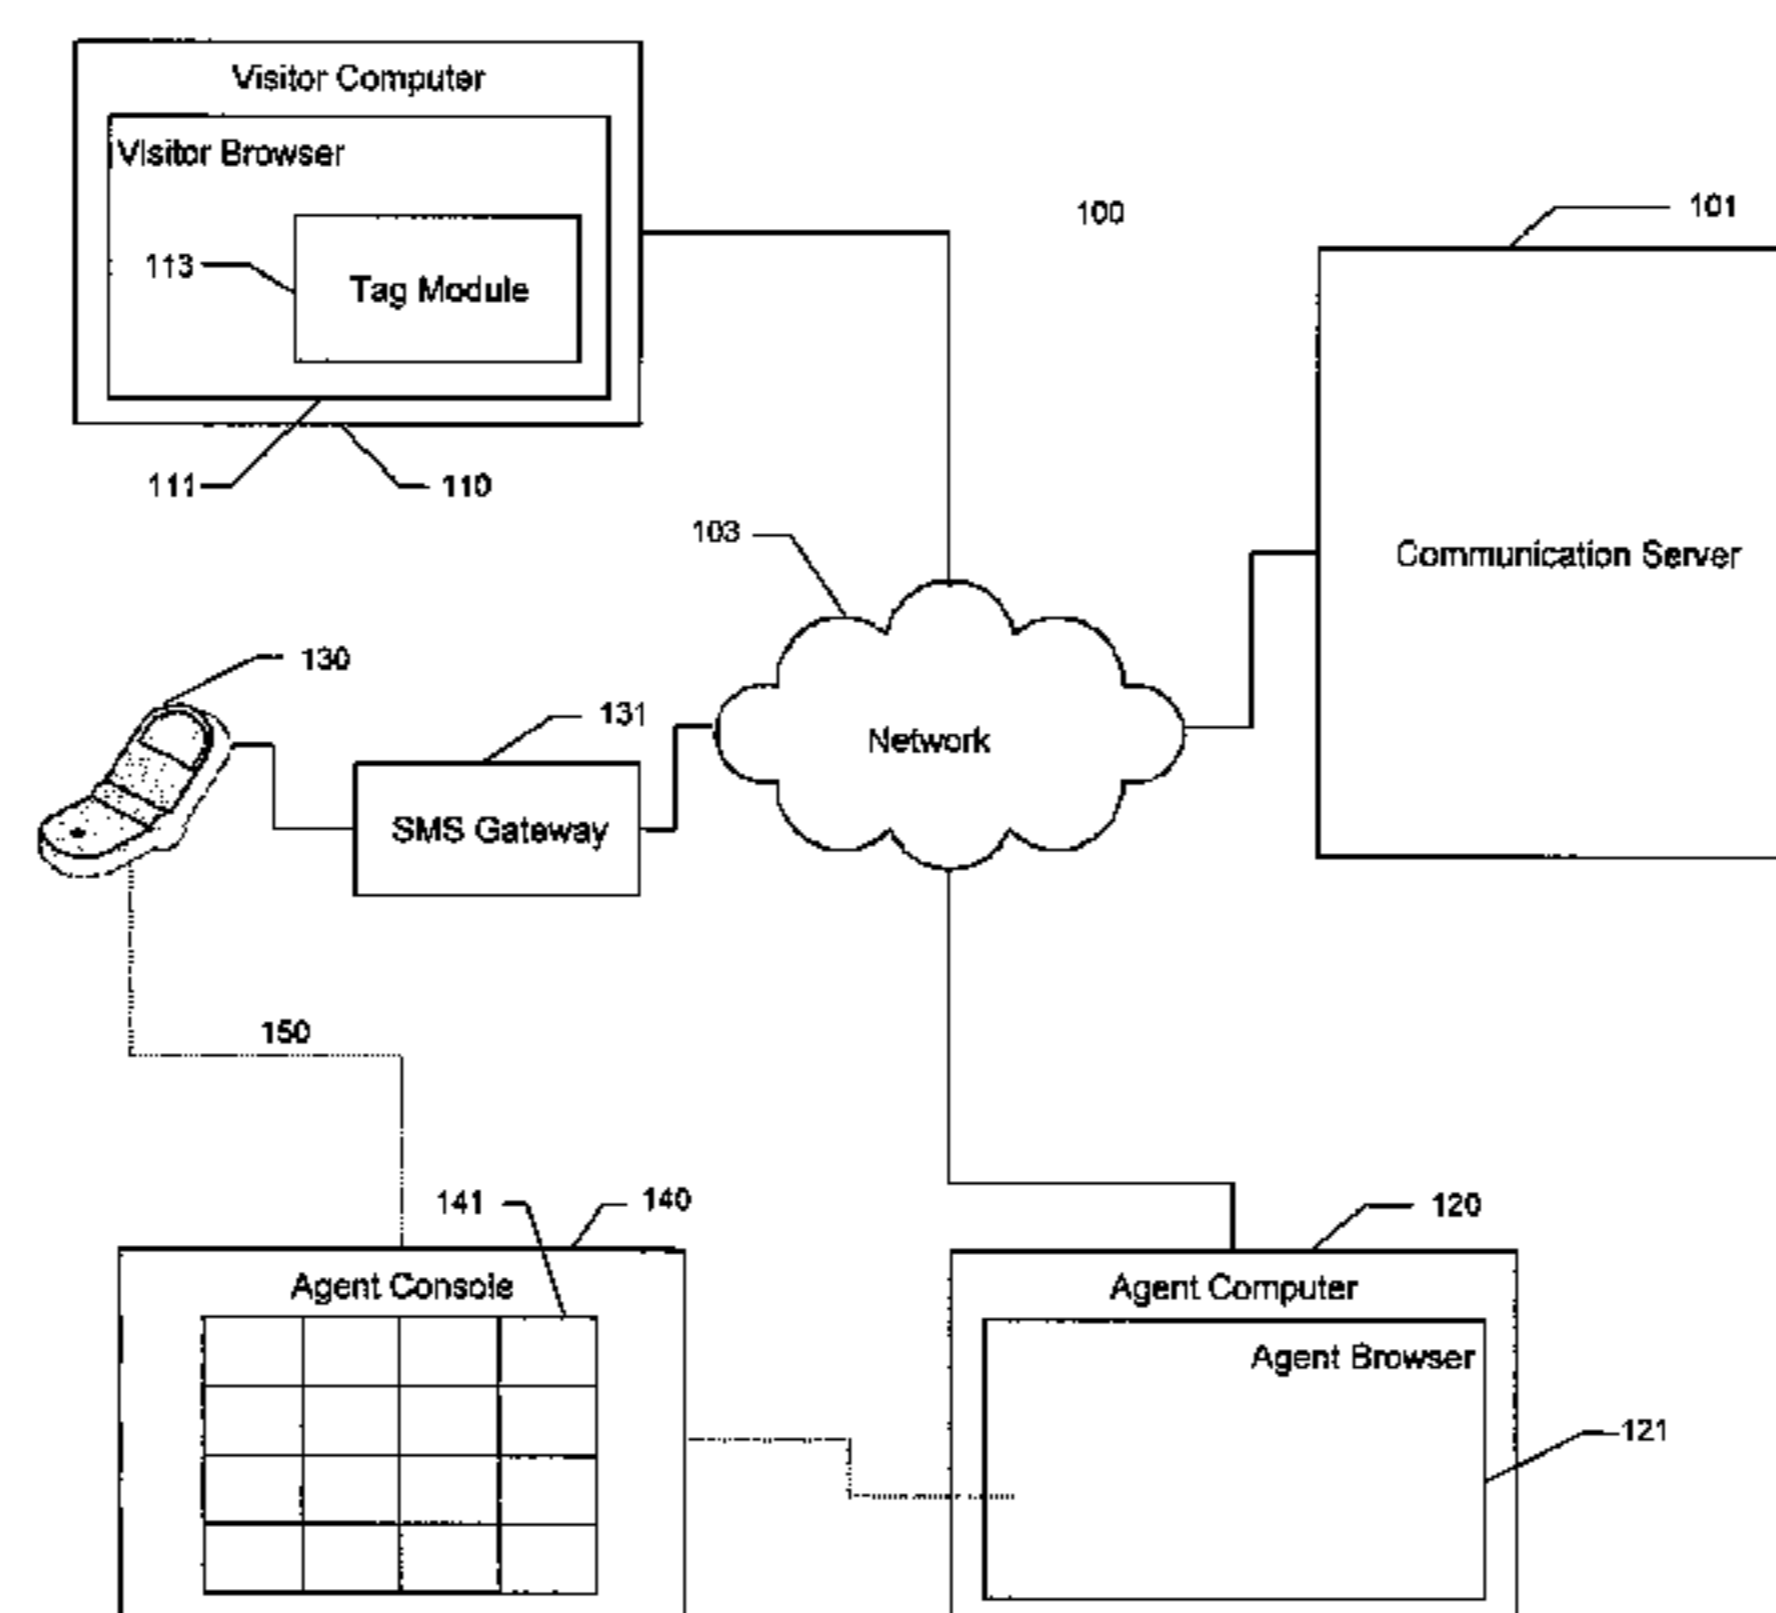 Visitor Computer
Visitor Browser
100
101
113
Tag Module
111
110
103
Communication Server
130
131
Network
SMS Gateway
150
141
140
120
Agent Console
Agent Computer
Agent Browser
121